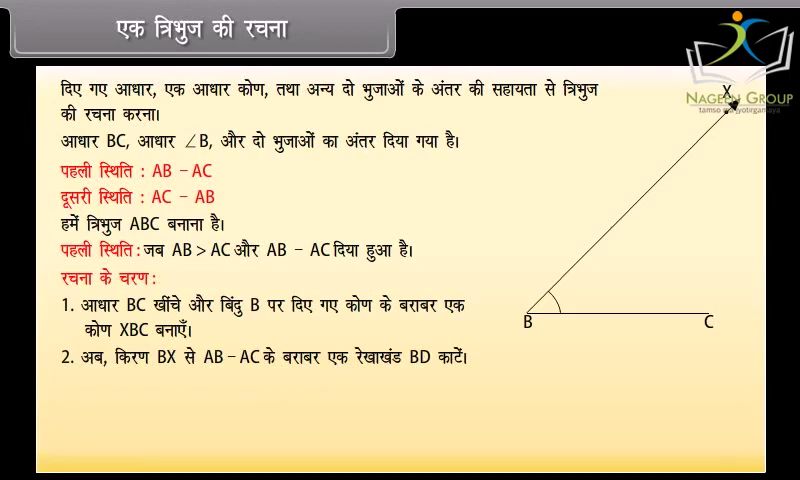 एक त्रिभुज की रचना
NAGEEN GROUP
tamso ma jyotirgamaya
दिए गए आधार, एक आधार कोण, तथा अन्य दो भुजाओं के अंतर की सहायता से त्रिभुज
की रचना करना।
आधार BC, आधार ∠B, और दो भुजाओं का अंतर दिया गया है।
पहली स्थिति : AB – AC
दूसरी स्थिति : AC – AB
हमें त्रिभुज ABC बनाना है।
पहली स्थिति: जब AB > AC और AB – AC दिया हुआ है।
रचना के चरण:
1. आधार BC खींचे और बिंदु B पर दिए गए कोण के बराबर एक
कोण XBC बनाएँ।
2. अब, किरण BX से AB – AC के बराबर एक रेखाखंड BD काटें।
X
B
C